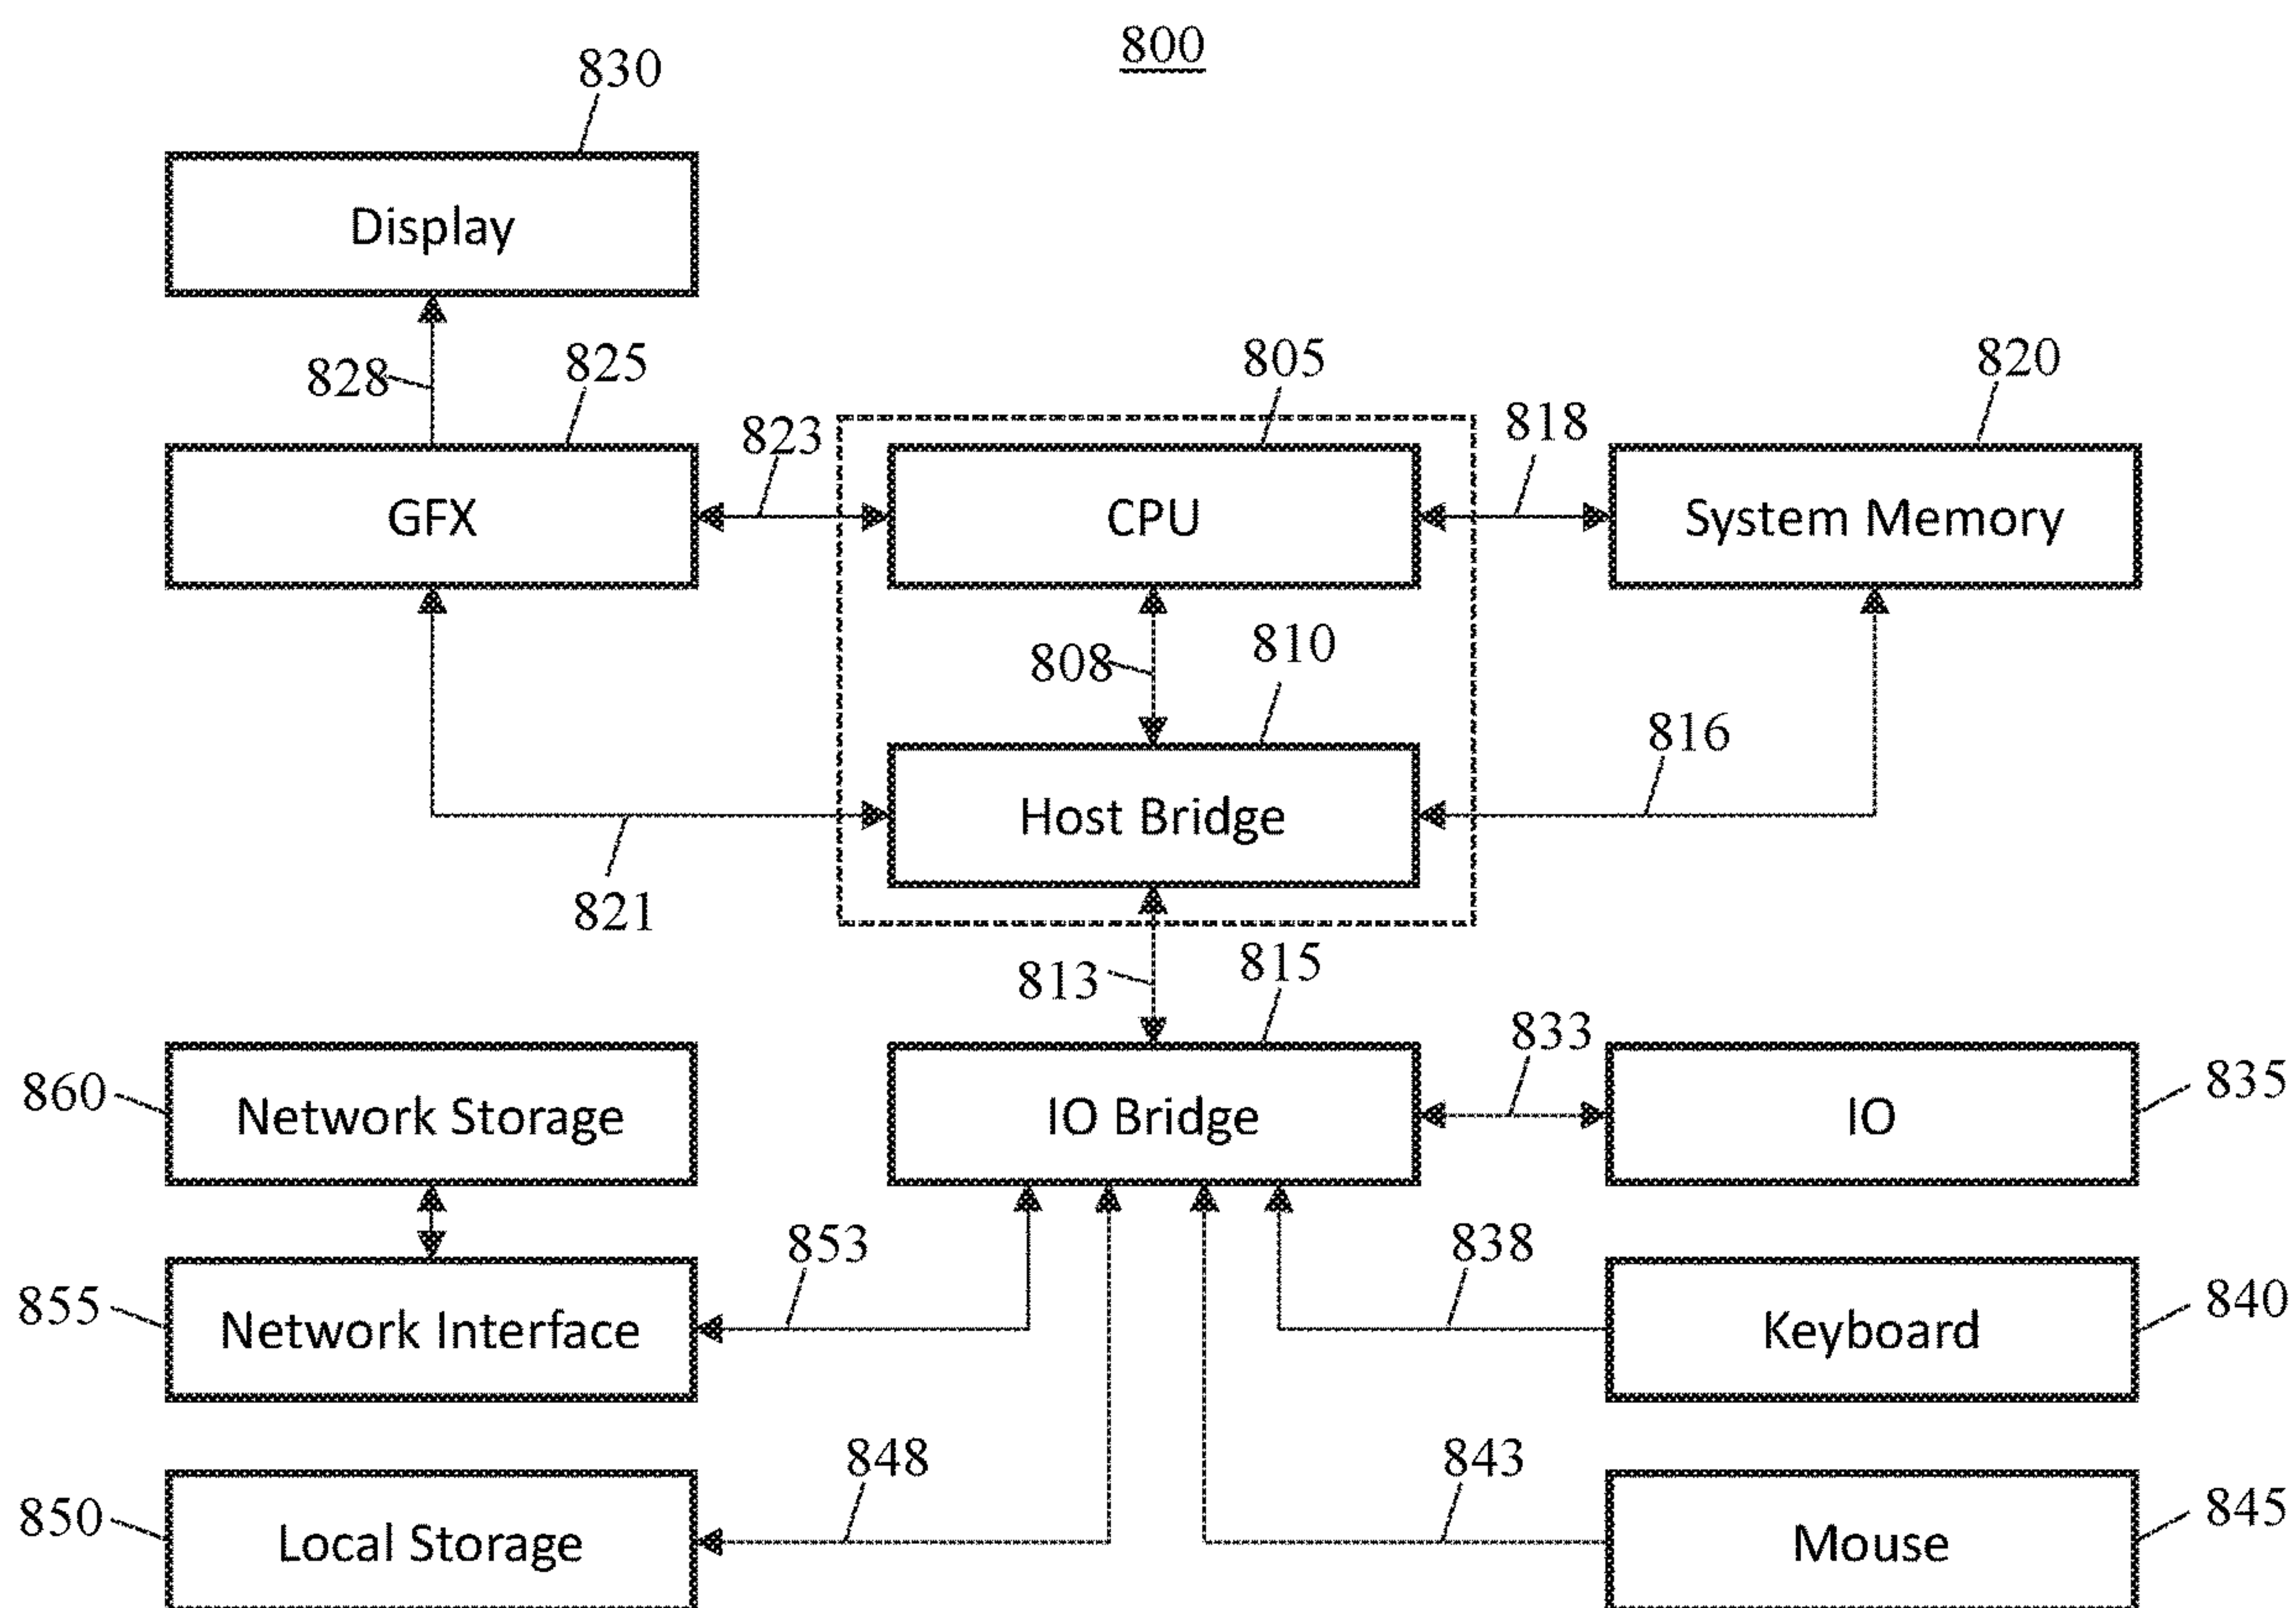 800
830
Display
828
825
823
805
818
820
GFX
CPU
System Memory
808
810
816
Host Bridge
821
813
815
833
860
Network Storage
IO Bridge
IO
835
853
838
855
Network Interface
Keyboard
840
848
843
850
Local Storage
Mouse
845